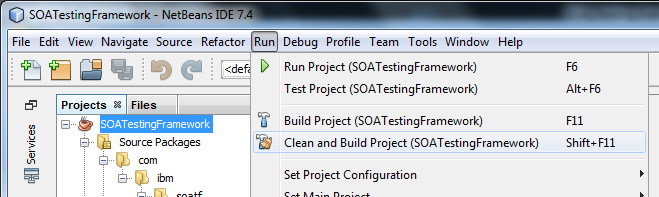 SOATestingFramework - NetBeans IDE 7.4
File Edit View Navigate Source Refactor Run Debug Profile Team Tools Window Help
<defa
Run Project (SOATestingFramework) F6
Test Project (SOATestingFramework) Alt+F6
Build Project (SOATestingFramework) F11
Clean and Build Project (SOATestingFramework) Shift+F11
Set Project Configuration
Set Main Project
Services
Projects Files
SOATestingFramework
Source Packages
com
ibm
soatf